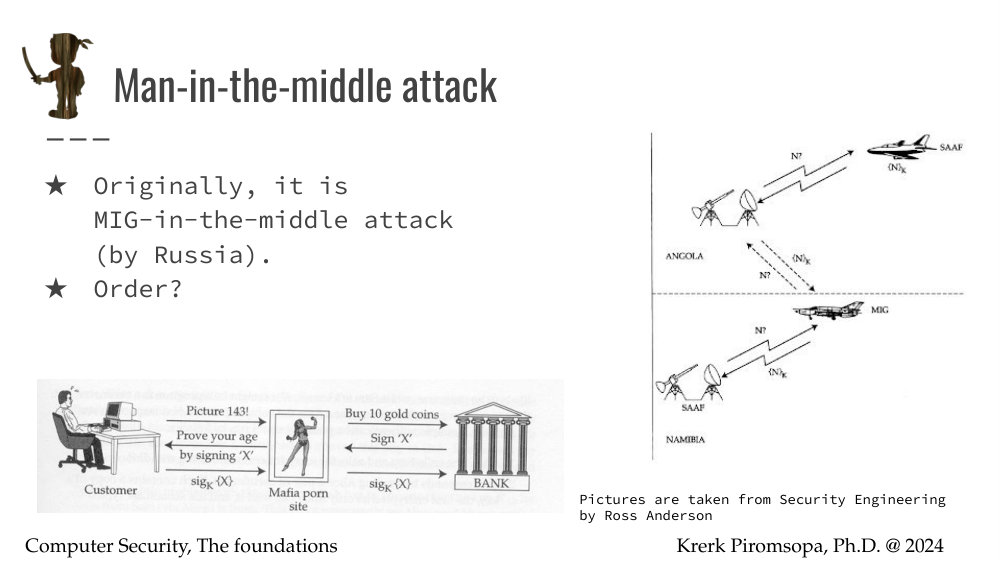 Man-in-the-middle attack
★ Originally, it is
MIG-in-the-middle attack
(by Russia).
★ Order?
N?
SAAF
{N}K
ANGOLA
{N}K
N?
MIG
N?
{N}K
SAAF
NAMIBIA
Picture 143!
Prove your age
by signing ‘X’
sigK {X}
Customer
Mafia porn
site
Buy 10 gold coins
Sign ‘X’
sigK {X}
BANK
Pictures are taken from Security Engineering
by Ross Anderson
Computer Security, The foundations
Krerk Piromsopa, Ph.D. @ 2024